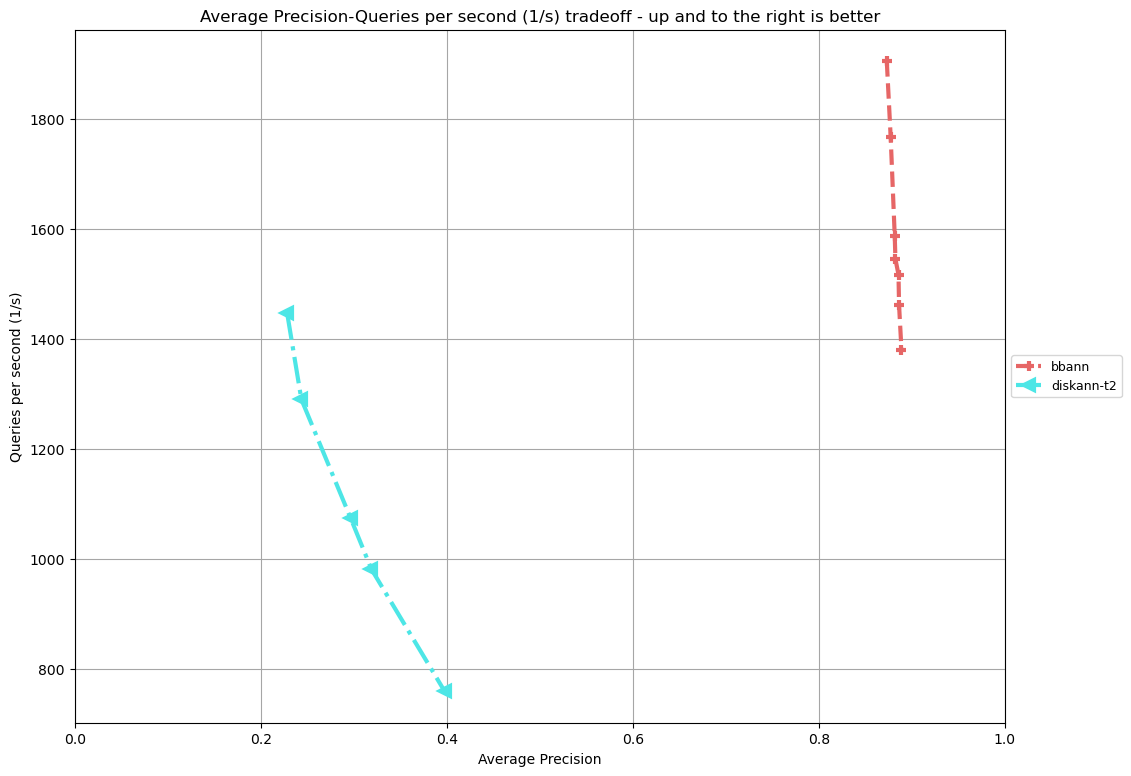 Average Precision-Queries per second (1/s) tradeoff - up and to the right is better
Queries per second (1/s)
1800
1600
1400
1200
1000
800
0.0 0.2 0.4 0.6 0.8 1.0
Average Precision
bbann
diskann-t2